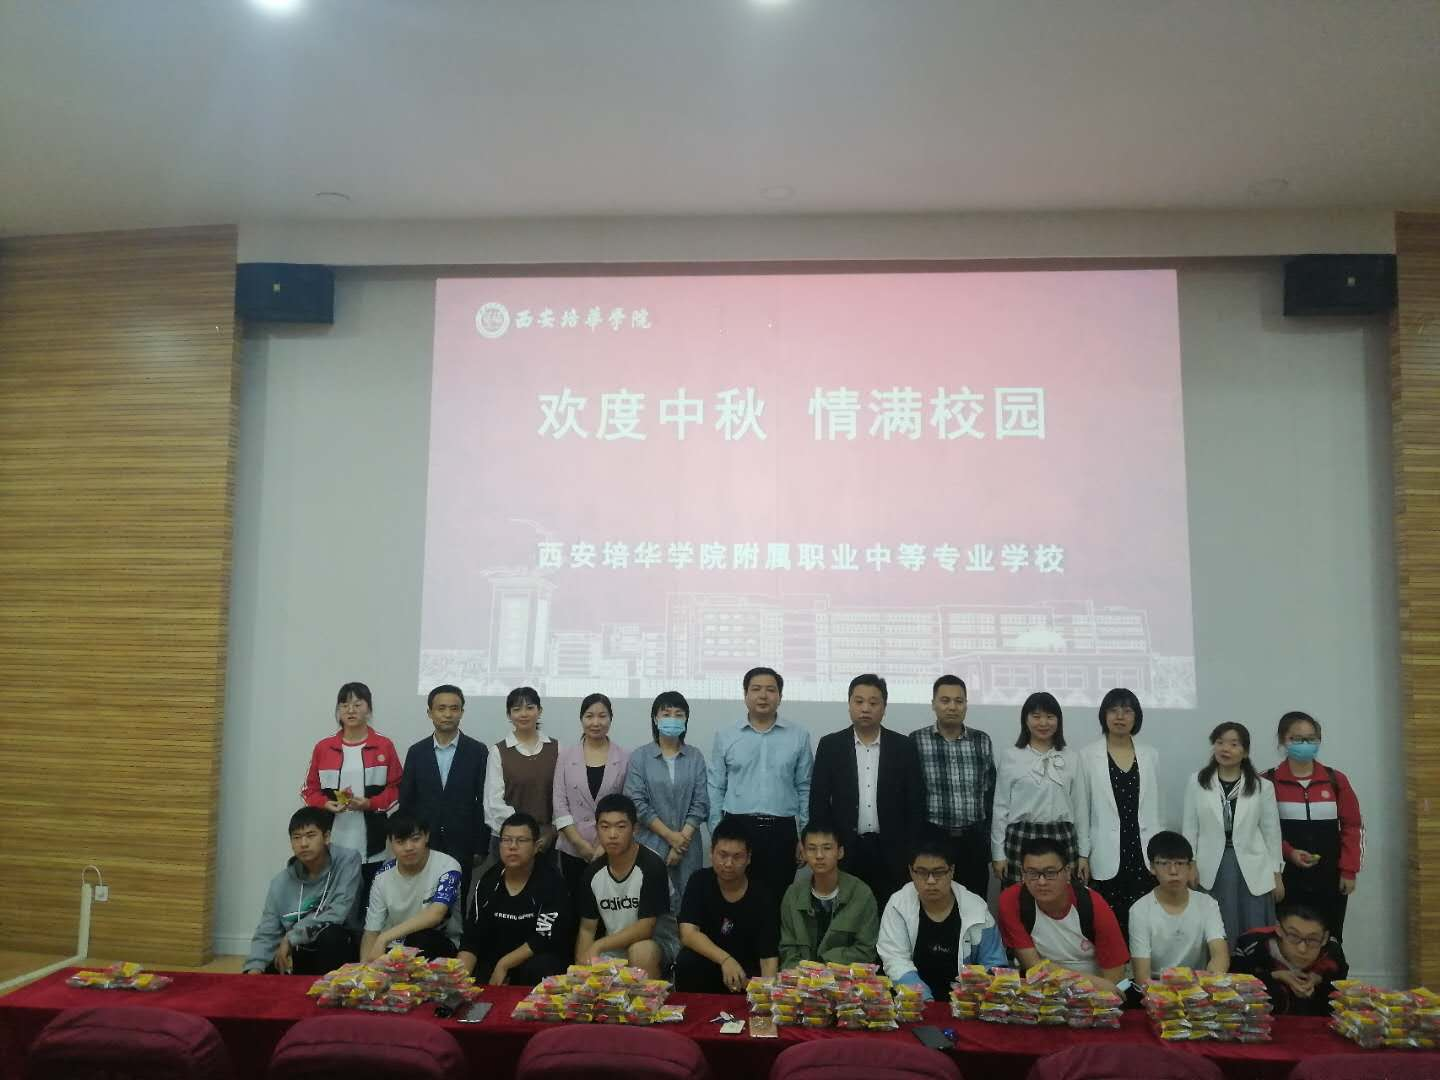 西安培华学院
欢度中秋 情满校园
西安培华学院附属职业中等专业学校
adidas